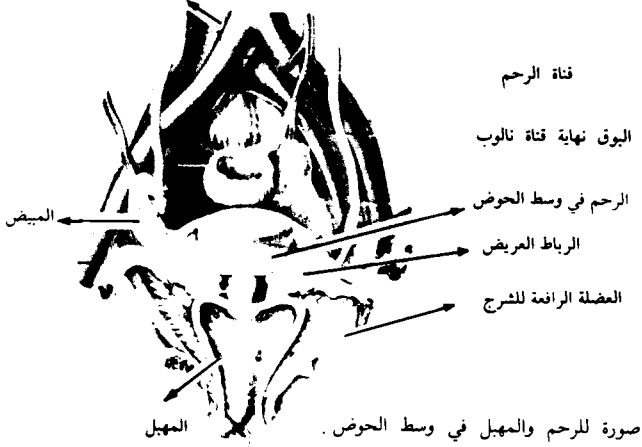 قناة الرحم
البوق نهاية قناة نالوب
الرحم في وسط الحوض
المبيض
الرباط العريض
العضلة الرافعة للشرج
المهبل
صورة للرحم والمهبل في وسط الحوض .